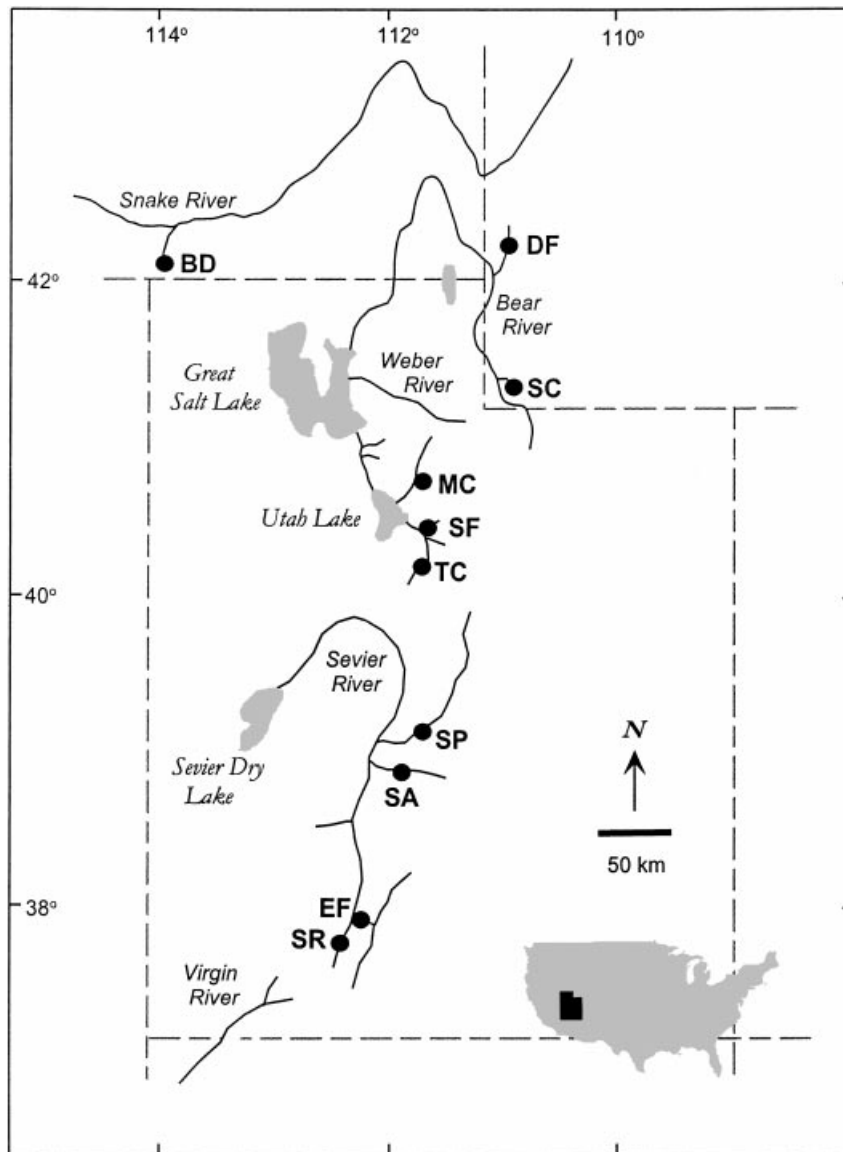 114°
112°
110°
Snake River
BD
DF
42°
Bear
River
Great
Salt Lake
Weber
River
SC
MC
Utah Lake
SF
TC
40°
Sevier
River
SP
N
Sevier Dry
Lake
SA
50 km
38°
EF
SR
Virgin
River